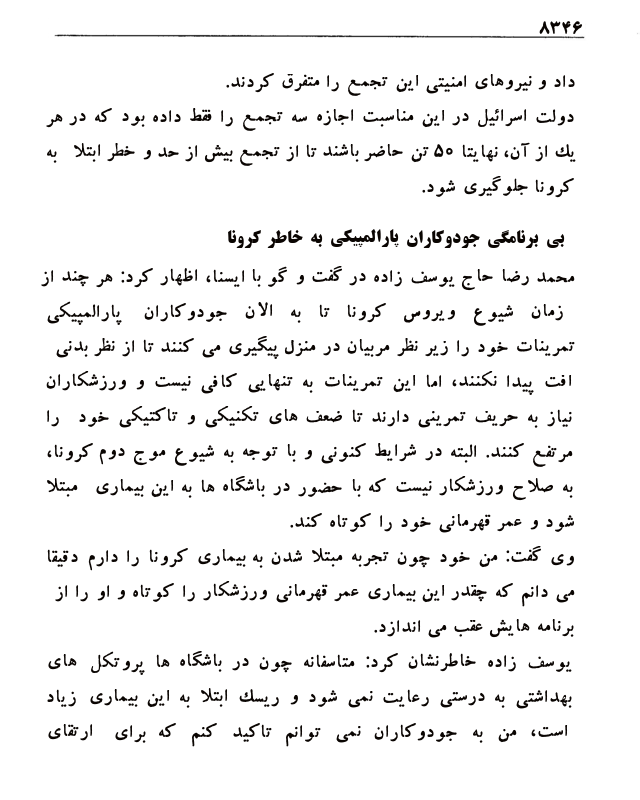 ۸۳۴۶
داد و نیروهای امنیتی این تجمع را متفرق کردند.
دولت اسرائیل در این مناسبت اجازه سه تجمع را فقط داده بود که در هر
یك از آن، نهایتا ۵۰ تن حاضر باشند تا از تجمع بیش از حد و خطر ابتلا به
کرونا جلوگیری شود.
بی برنامگی جودوکاران پارالمپیکی به خاطر کرونا
محمد رضا حاج یوسف زاده در گفت و گو با ایسنا، اظهار کرد: هر چند از
زمان شیوع ویروس کرونا تا به الان جودوکاران پارالمپیکی
تمرینات خود را زیر نظر مربیان در منزل پیگیری می کنند تا از نظر بدنی
افت پیدا نکنند، اما این تمرینات به تنهایی کافی نیست و ورزشکاران
نیاز به حریف تمرینی دارند تا ضعف های تکنیکی و تاکتیکی خود را
مرتفع کنند. البته در شرایط کنونی و با توجه به شیوع موج دوم کرونا،
به صلاح ورزشکار نیست که با حضور در باشگاه ها به این بیماری مبتلا
شود و عمر قهرمانی خود را کوتاه کند.
وی گفت: من خود چون تجربه مبتلا شدن به بیماری کرونا را دارم دقیقا
می دانم که چقدر این بیماری عمر قهرمانی ورزشکار را کوتاه و او را از
برنامه هایش عقب می اندازد.
یوسف زاده خاطرنشان کرد: متاسفانه چون در باشگاه ها پروتکل های
بهداشتی به درستی رعایت نمی شود و ریسك ابتلا به این بیماری زیاد
است، من به جودوکاران نمی توانم تاکید کنم که برای ارتقای